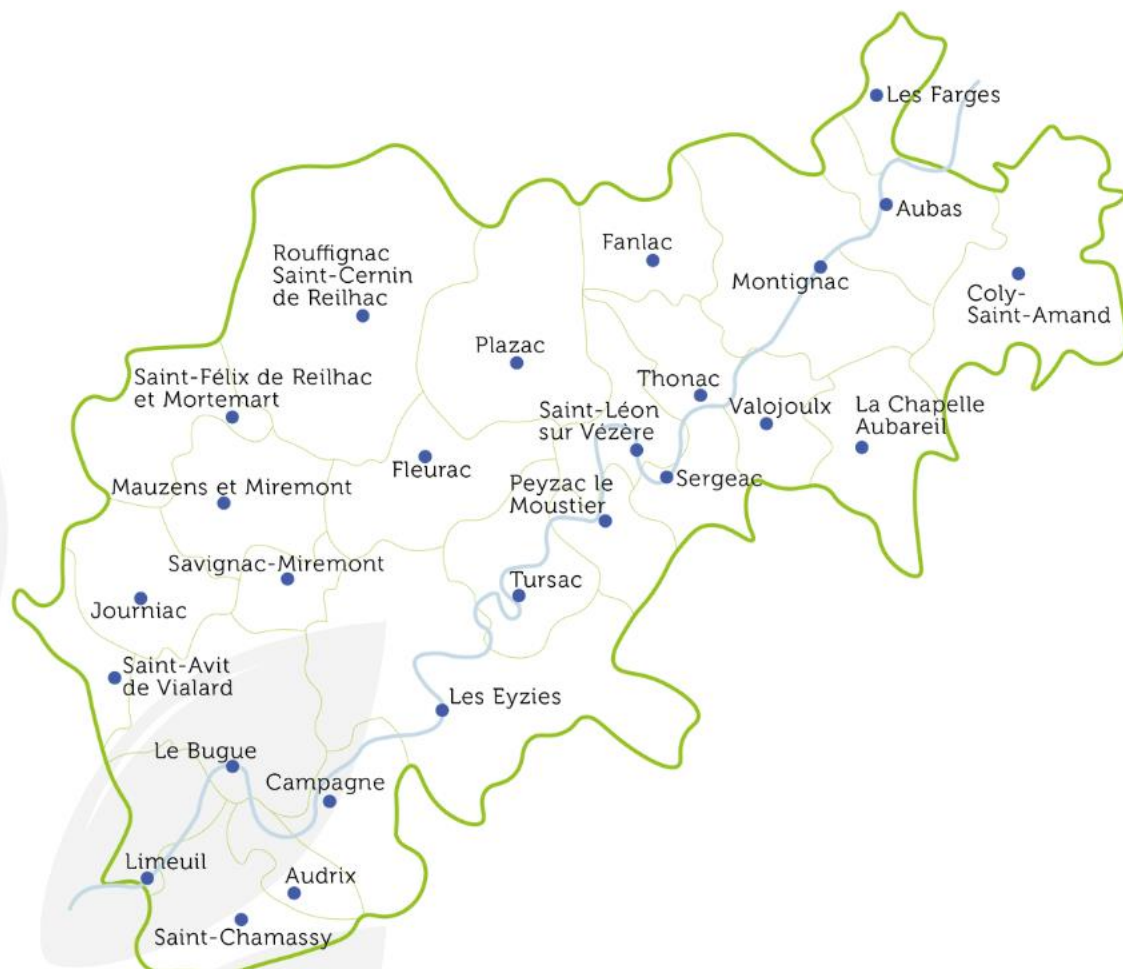 Les Farges
Aubas
Fanlac
Rouffignac
Saint-Cernin
de Reilhac
Montignac
Coly-
Saint-Amand
Plazac
Saint-Félix de Reilhac
et Mortemart
Thonac
Saint-Léon
sur Vézère
Valojoulx
La Chapelle
Aubareil
Fleurac
Sergeac
Mauzens et Miremont
Peyzac le
Moustier
Savignac-Miremont
Tursac
Journiac
Saint-Avit
de Vialard
Les Eyzies
Le Bugue
Campagne
Limeuil
Audrix
Saint-Chamassy